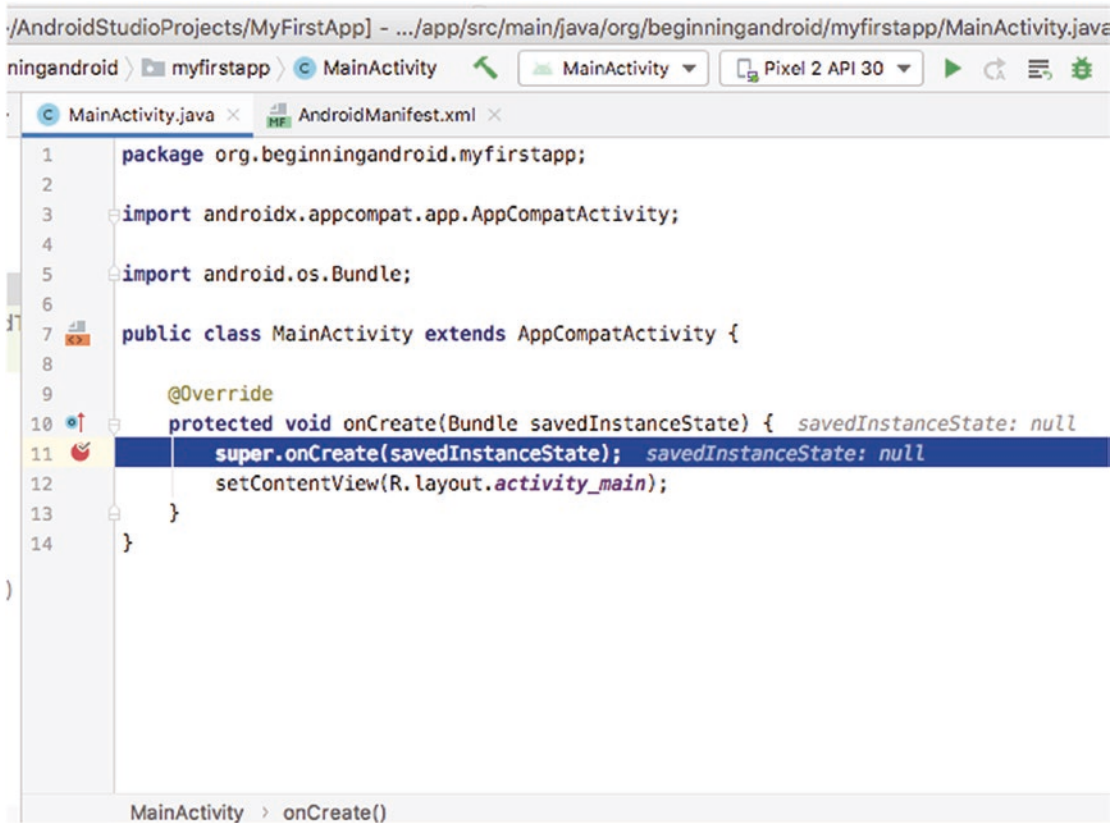 /AndroidStudioProjects/MyFirstApp] - .../app/src/main/java/org/beginningandroid/myfirstapp/MainActivity.java
ningandroid myfirstapp C MainActivity MainActivity Pixel 2 API 30
C MainActivity.java MF AndroidManifest.xml
1 package org.beginningandroid.myfirstapp;
2
3 import androidx.appcompat.app.AppCompatActivity;
4
5 import android.os.Bundle;
6
7 public class MainActivity extends AppCompatActivity {
8
9 @Override
10 protected void onCreate(Bundle savedInstanceState) { savedInstanceState: null
11 super.onCreate(savedInstanceState); savedInstanceState: null
12 setContentView(R.layout.activity_main);
13 }
14 }
)
MainActivity > onCreate()